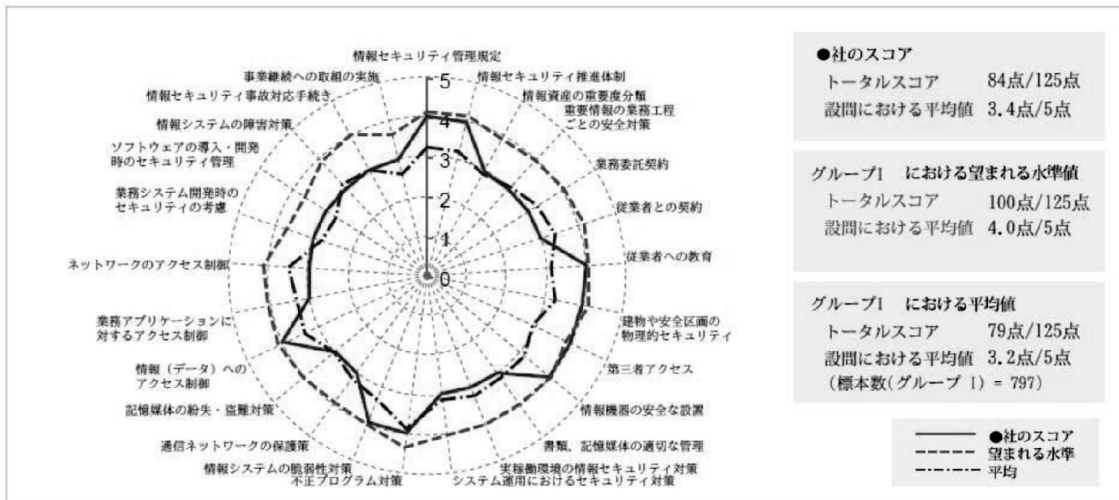 情報セキュリティ管理規定
情報セキュリティ推進体制
情報資産の重要度分類
重要情報の業務工程
ごとの安全対策
業務委託契約
従業者との契約
従業者への教育
建物や安全区画の
物理的セキュリティ
第三者アクセス
情報機器の安全な設置
書類、記憶媒体の適切な管理
実稼働環境の情報セキュリティ対策
システム運用におけるセキュリティ対策
不正プログラム対策
情報システムの脆弱性対策
通信ネットワークの保護策
記憶媒体の紛失・盗難対策
情報（データ）への
アクセス制御
業務アプリケーションに
対するアクセス制御
ネットワークのアクセス制御
業務システム開発時の
セキュリティの考慮
ソフトウェアの導入・開発
時のセキュリティ管理
情報システムの障害対策
情報セキュリティ事故対応手続き
事業継続への取組の実施
5
4
3
2
1
0
●社のスコア
トータルスコア 84点/125点
設問における平均値 3.4点/5点
グループI における望まれる水準値
トータルスコア 100点/125点
設問における平均値 4.0点/5点
グループI における平均値
トータルスコア 79点/125点
設問における平均値 3.2点/5点
（標本数(グループ I) = 797）
●社のスコア
望まれる水準
平均